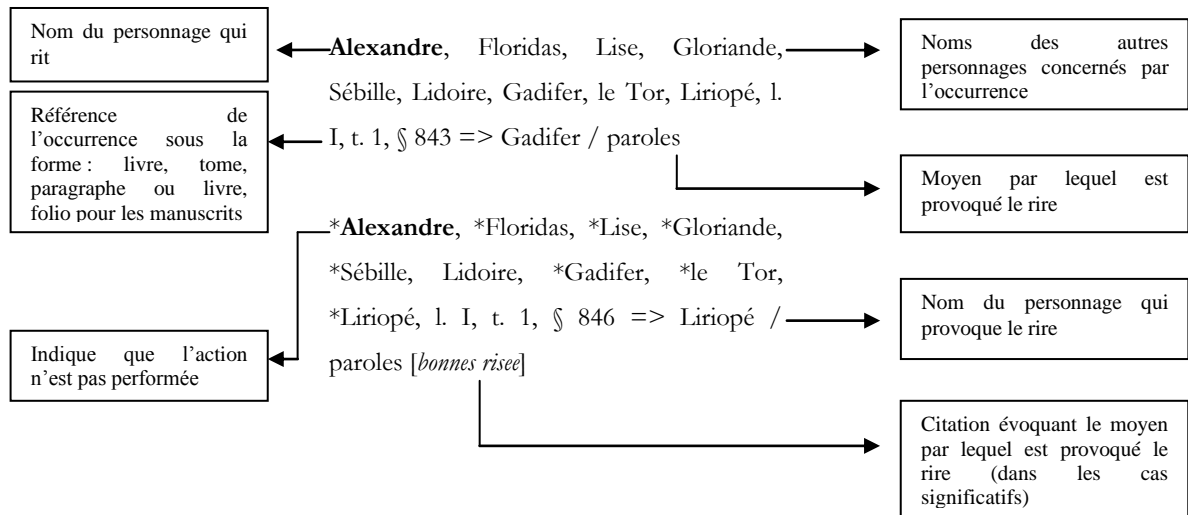 Nom du personnage qui
rit
Référence de
l'occurrence sous la
forme : livre, tome,
paragraphe ou livre,
folio pour les manuscrits
Indique que l'action
n'est pas performée
Alexandre, Floridas, Lise, Gloriande,
Sébille, Lidoire, Gadifer, le Tor, Liriopé, l.
I, t. 1, § 843 => Gadifer / paroles
*Alexandre, *Floridas, *Lise, *Gloriande,
*Sébille, Lidoire, *Gadifer, *le Tor,
*Liriopé, l. I, t. 1, § 846 => Liriopé /
paroles [bonnes risee]
Noms des autres
personnages concernés par
l'occurrence
Moyen par lequel est
provoqué le rire
Nom du personnage qui
provoque le rire
Citation évoquant le moyen
par lequel est provoqué le
rire (dans les cas
significatifs)